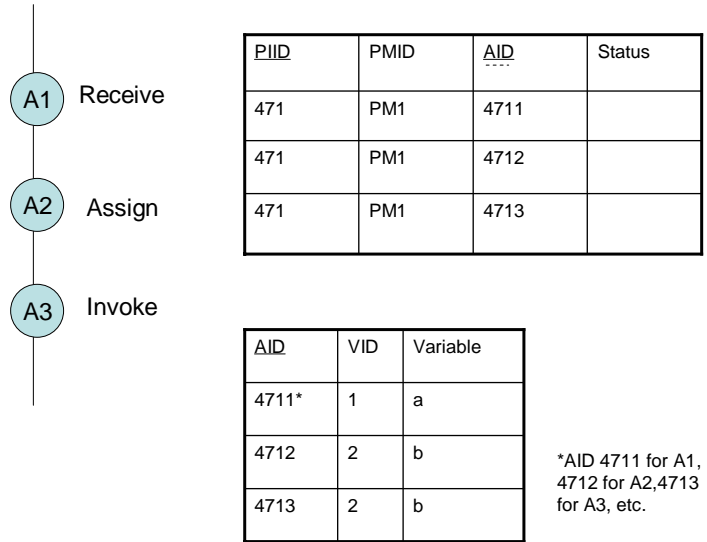 A1 Receive
A2 Assign
A3 Invoke
PIID PMID AID Status
471 PM1 4711
471 PM1 4712
471 PM1 4713
AID VID Variable
4711* 1 a
4712 2 b
4713 2 b
*AID 4711 for A1,
4712 for A2,4713
for A3, etc.